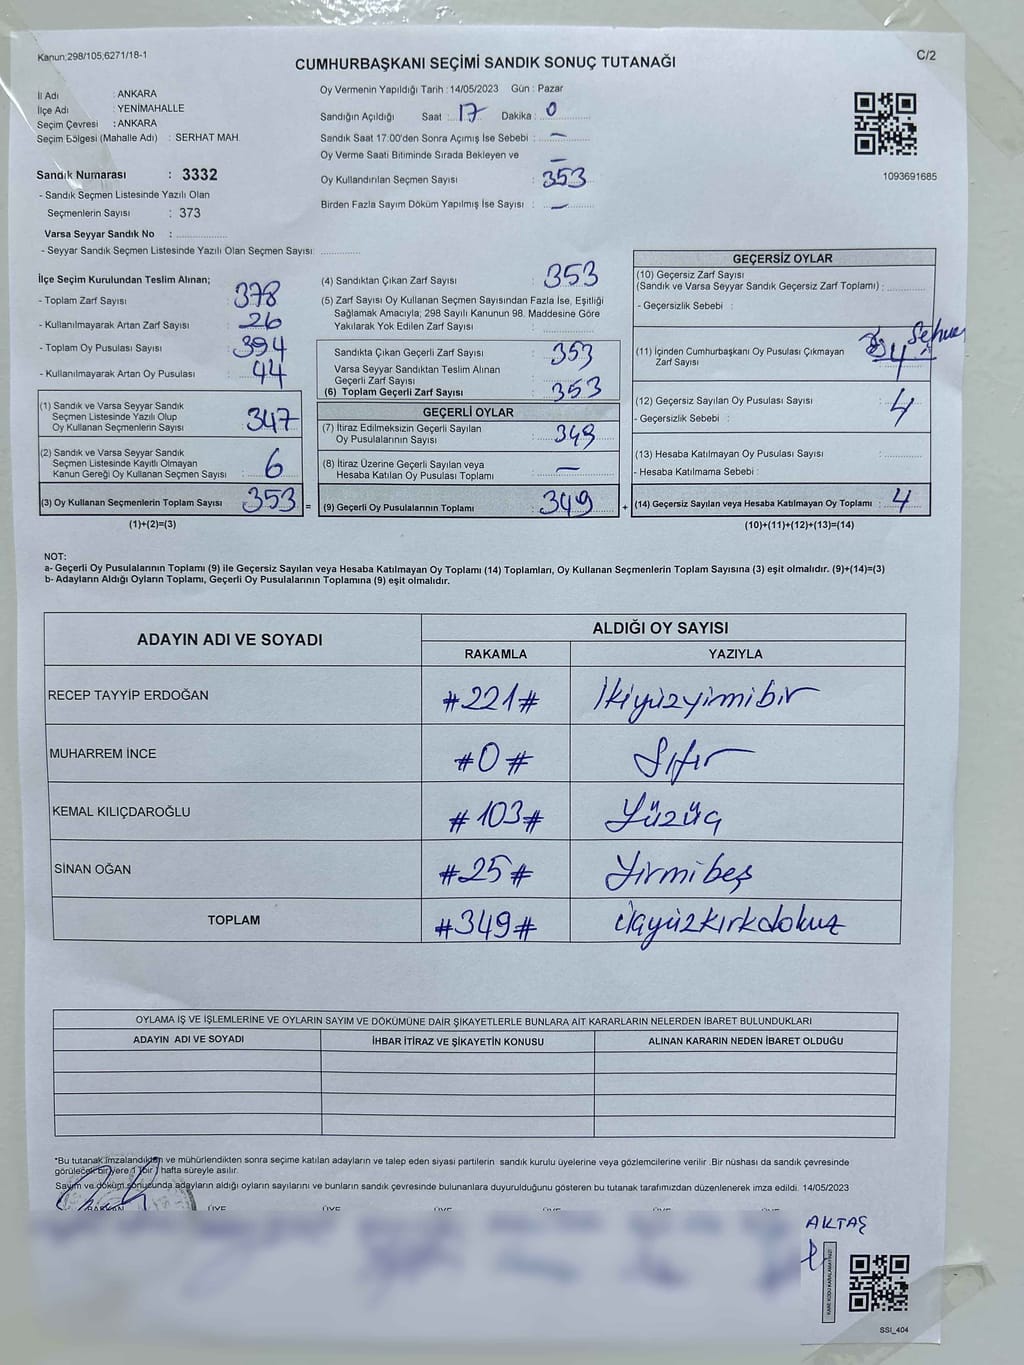 Kanun;298/105,6271/18-1
C/2
CUMHURBAŞKANI SEÇİMİ SANDIK SONUÇ TUTANAĞI
İl Adı : ANKARA
İlçe Adı : YENİMAHALLE
Seçim Çevresi : ANKARA
Seçim Bölgesi (Mahalle Adı) : SERHAT MAH.
Sandık Numarası : 3332
- Sandık Seçmen Listesinde Yazılı Olan
Seçmenlerin Sayısı : 373
Varsa Seyyar Sandık No :
- Seyyar Sandık Seçmen Listesinde Yazılı Olan Seçmen Sayısı:
Oy Vermenin Yapıldığı Tarih : 14/05/2023 Gün : Pazar
Sandığın Açıldığı Saat : 17 Dakika : 0
Sandık Saat 17:00'den Sonra Açımış İse Sebebi : —
Oy Verme Saati Bitiminde Sırada Bekleyen ve —
Oy Kullandırılan Seçmen Sayısı : 353
Birden Fazla Sayım Döküm Yapılmış İse Sayısı : —
1093691685
İlçe Seçim Kurulundan Teslim Alınan;
- Toplam Zarf Sayısı : 378
- Kullanılmayarak Artan Zarf Sayısı : 26
- Toplam Oy Pusulası Sayısı : 394
- Kullanılmayarak Artan Oy Pusulası : 44
(1) Sandık ve Varsa Seyyar Sandık
Seçmen Listesinde Yazılı Olup
Oy Kullanan Seçmenlerin Sayısı : 347
(2) Sandık ve Varsa Seyyar Sandık
Seçmen Listesinde Kayıtlı Olmayan
Kanun Gereği Oy Kullanan Seçmen Sayısı : 6
(3) Oy Kullanan Seçmenlerin Toplam Sayısı : 353
(1)+(2)=(3)
(4) Sandıktan Çıkan Zarf Sayısı : 353
(5) Zarf Sayısı Oy Kullanan Seçmen Sayısından Fazla İse, Eşitliği
Sağlamak Amacıyla; 298 Sayılı Kanunun 98. Maddesine Göre
Yakılarak Yok Edilen Zarf Sayısı :
Sandıkta Çıkan Geçerli Zarf Sayısı : 353
Varsa Seyyar Sandıktan Teslim Alınan
Geçerli Zarf Sayısı :
(6) Toplam Geçerli Zarf Sayısı : 353
GEÇERLİ OYLAR
(7) İtiraz Edilmeksizin Geçerli Sayılan
Oy Pusulalarının Sayısı : 349
(8) İtiraz Üzerine Geçerli Sayılan veya
Hesaba Katılan Oy Pusulası Toplamı : —
(9) Geçerli Oy Pusulalarının Toplamı : 349
=
+
GEÇERSİZ OYLAR
(10) Geçersiz Zarf Sayısı
(Sandık ve Varsa Seyyar Sandık Geçersiz Zarf Toplamı) :
- Geçersizlik Sebebi :
(11) İçinden Cumhurbaşkanı Oy Pusulası Çıkmayan
Zarf Sayısı : 4
(12) Geçersiz Sayılan Oy Pusulası Sayısı : 4
- Geçersizlik Sebebi :
(13) Hesaba Katılmayan Oy Pusulası Sayısı :
- Hesaba Katılmama Sebebi :
(14) Geçersiz Sayılan veya Hesaba Katılmayan Oy Toplamı : 4
(10)+(11)+(12)+(13)=(14)
NOT:
a- Geçerli Oy Pusulalarının Toplamı (9) ile Geçersiz Sayılan veya Hesaba Katılmayan Oy Toplamı (14) Toplamları, Oy Kullanan Seçmenlerin Toplam Sayısına (3) eşit olmalıdır. (9)+(14)=(3)
b- Adayların Aldığı Oyların Toplamı, Geçerli Oy Pusulalarının Toplamına (9) eşit olmalıdır.
ADAYIN ADI VE SOYADI ALDIĞI OY SAYISI
RAKAMLA YAZIYLA
RECEP TAYYİP ERDOĞAN #221# İkiyüzyirmibir
MUHARREM İNCE #0# Sıfır
KEMAL KILIÇDAROĞLU #103# Yüzüç
SİNAN OĞAN #25# Yirmibeş
TOPLAM #349# üçyüzkırkdokuz
OYLAMA İŞ VE İŞLEMLERİNE VE OYLARIN SAYIM VE DÖKÜMÜNE DAİR ŞİKAYETLERLE BUNLARA AİT KARARLARIN NELERDEN İBARET BULUNDUKLARI
ADAYIN ADI VE SOYADI İHBAR İTİRAZ VE ŞİKAYETİN KONUSU ALINAN KARARIN NEDEN İBARET OLDUĞU
*Bu tutanak imzalandıktan ve mühürlendikten sonra seçime katılan adayların ve talep eden siyasi partilerin sandık kurulu üyelerine veya gözlemcilerine verilir. Bir nüshası da sandık çevresinde
görülecek bir yere 1 (bir) hafta süreyle asılır.
Sayım ve döküm sonucunda adayların aldığı oyların sayılarını ve bunların sandık çevresinde bulunanlara duyurulduğunu gösteren bu tutanak tarafımızdan düzenlenerek imza edildi. 14/05/2023
BAŞKAN ÜYE ÜYE ÜYE ÜYE ÜYE ÜYE
AKTAŞ
SSI_404